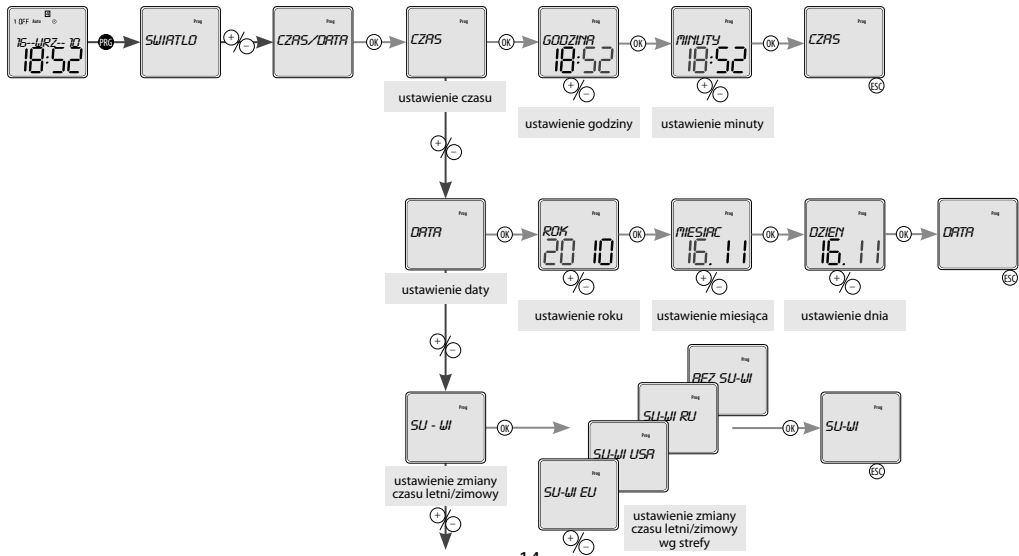 Prog
1 OFF Auto
16--WRZ-- 10
18:52
PRG
Prog
SWIATLO
+/−
Prog
CZAS/DATA
OK
Prog
CZAS
OK
Prog
GODZINA
18:52
OK
Prog
MINUTY
18:52
OK
Prog
CZAS
ESC
+/−
+/−
ustawienie czasu
ustawienie godziny
ustawienie minuty
+/−
Prog
DATA
OK
Prog
ROK
20 10
OK
Prog
MIESIAC
16. 11
OK
Prog
DZIEN
16. 11
OK
Prog
DATA
ESC
+/−
+/−
+/−
ustawienie daty
ustawienie roku
ustawienie miesiąca
ustawienie dnia
+/−
Prog
BEZ SU-WI
Prog
SU-WI RU
Prog
SU-WI USA
Prog
SU-WI EU
Prog
SU - WI
OK
OK
Prog
SU-WI
ESC
ustawienie zmiany
czasu letni/zimowy
ustawienie zmiany
czasu letni/zimowy
wg strefy
+/−
+/−